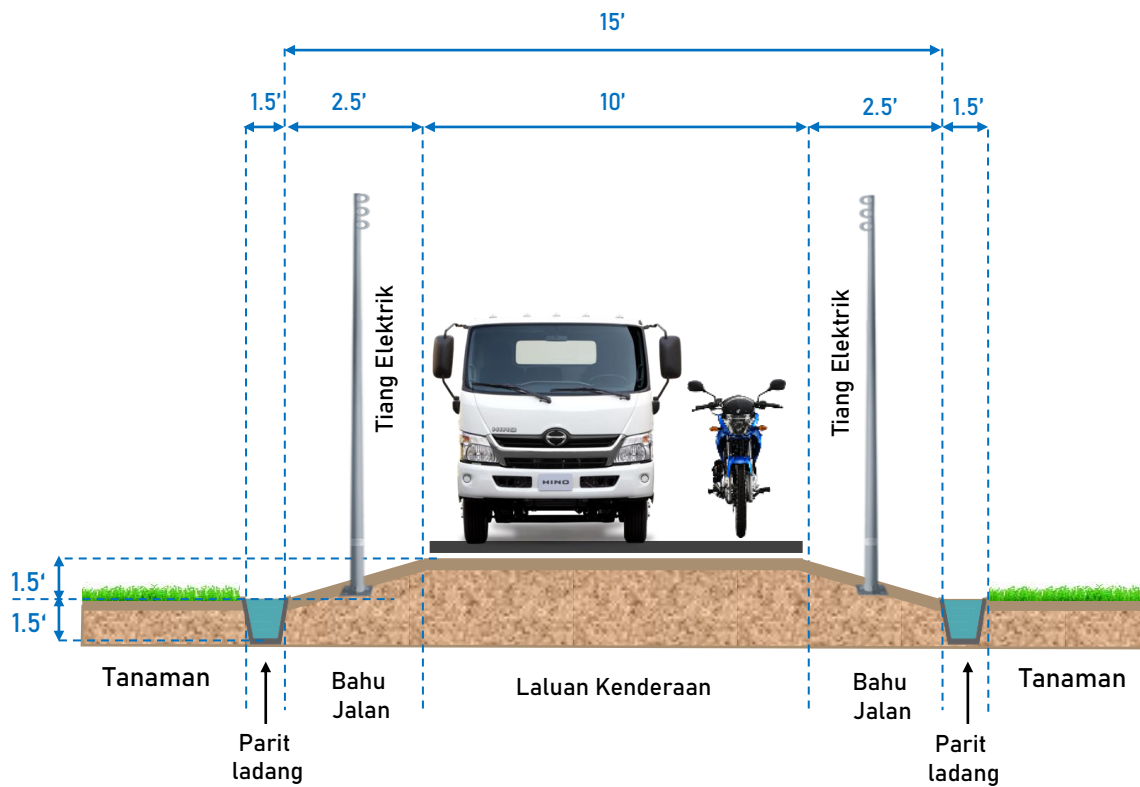 15'
1.5'
2.5'
10'
2.5'
1.5'
Tiang Elektrik
Tiang Elektrik
HINO
HINO
1.5'
1.5'
Tanaman
Bahu
Jalan
Laluan Kenderaan
Bahu
Jalan
Tanaman
Parit
ladang
Parit
ladang